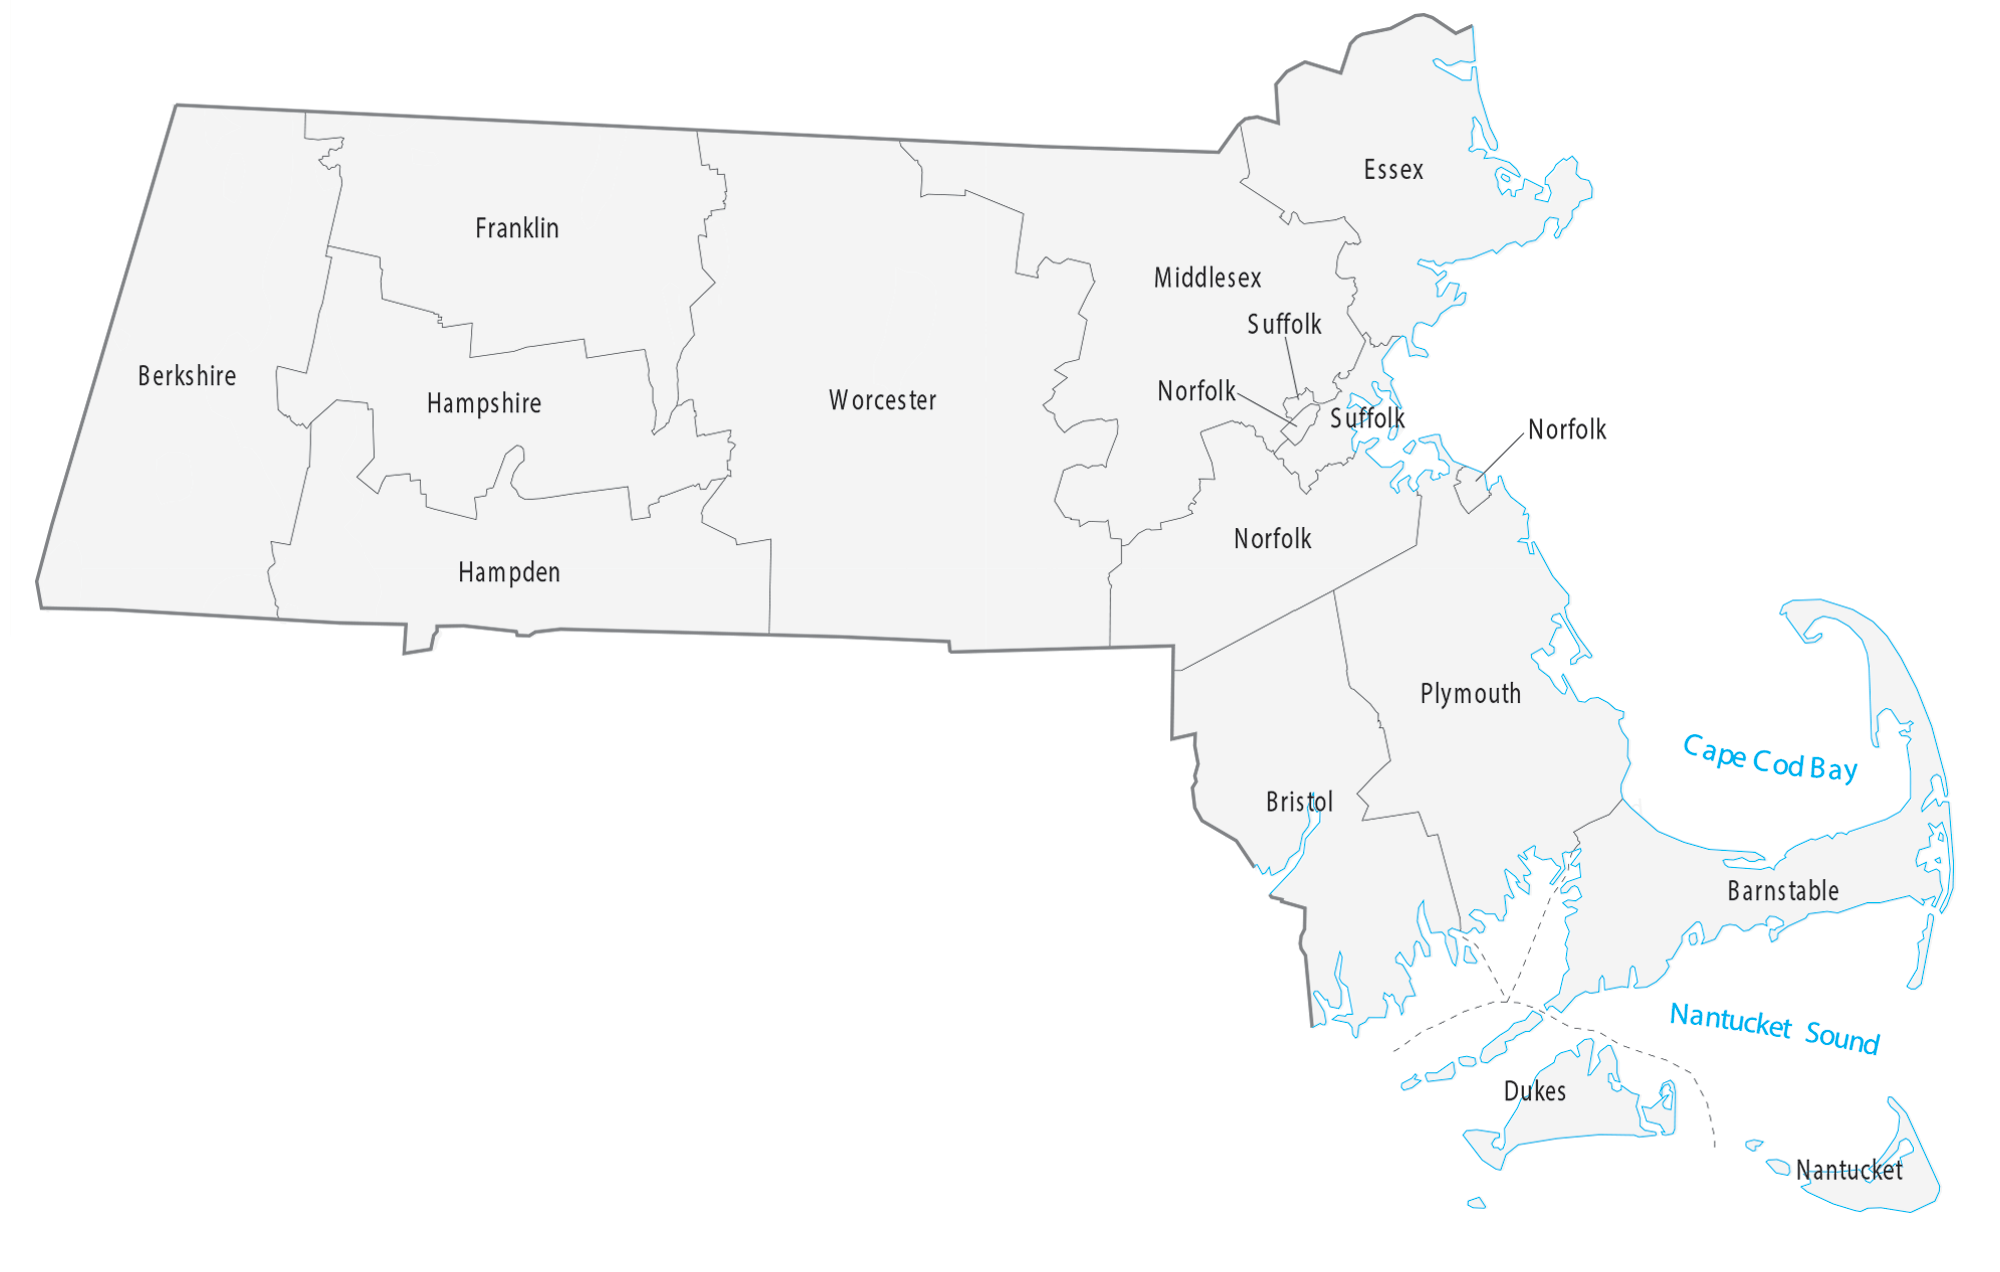 Essex
Franklin
Middlesex
Suffolk
Berkshire
Norfolk
Hampshire
Worcester
Suffolk
Norfolk
Norfolk
Hampden
Plymouth
Cape Cod Bay
Bristol
Barnstable
Nantucket Sound
Dukes
Nantucket